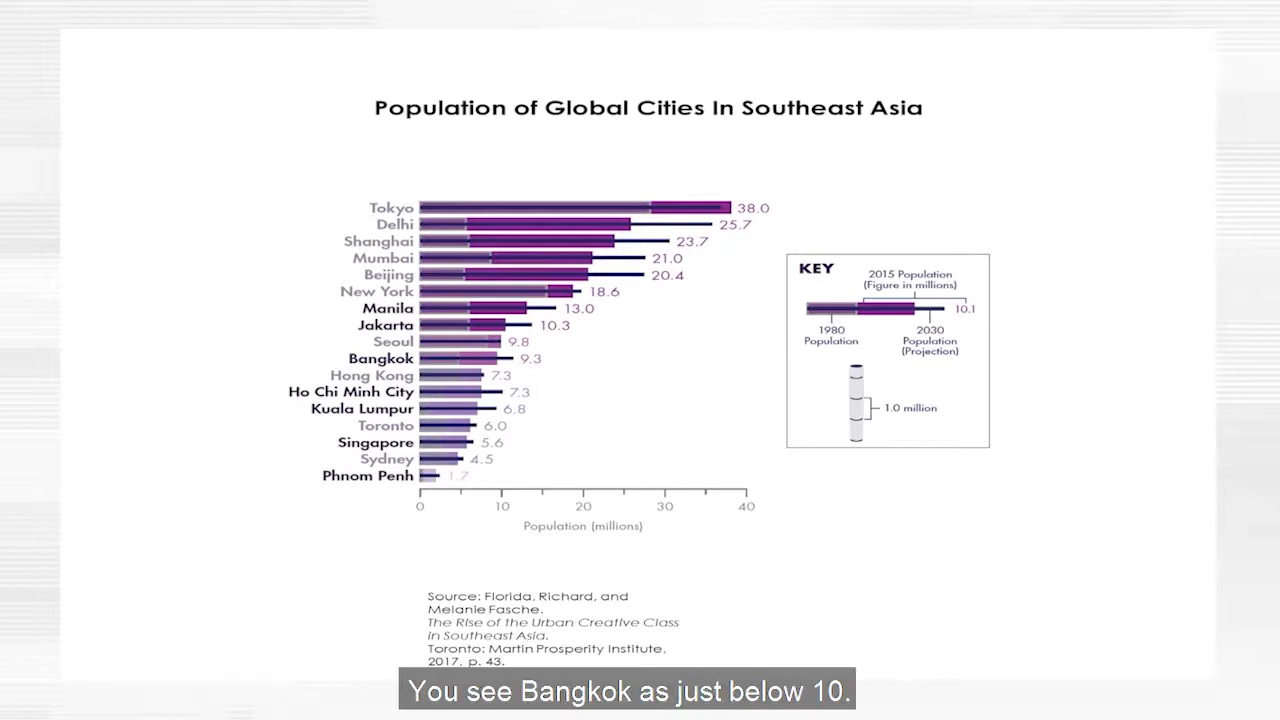 Population of Global Cities In Southeast Asia
Tokyo 38.0
Delhi 25.7
Shanghai 23.7
Mumbai 21.0
Beijing 20.4
New York 18.6
Manila 13.0
Jakarta 10.3
Seoul 9.8
Bangkok 9.3
Hong Kong 7.3
Ho Chi Minh City 7.3
Kuala Lumpur 6.8
Toronto 6.0
Singapore 5.6
Sydney 4.5
Phnom Penh 1.7
0 10 20 30 40
Population (millions)
KEY
2015 Population
(Figure in millions)
10.1
1980
Population
2030
Population
(Projection)
1.0 million
Source: Florida, Richard, and
Melanie Fasche.
The Rise of the Urban Creative Class
in Southeast Asia.
Toronto: Martin Prosperity Institute,
2017. p. 43.
You see Bangkok as just below 10.